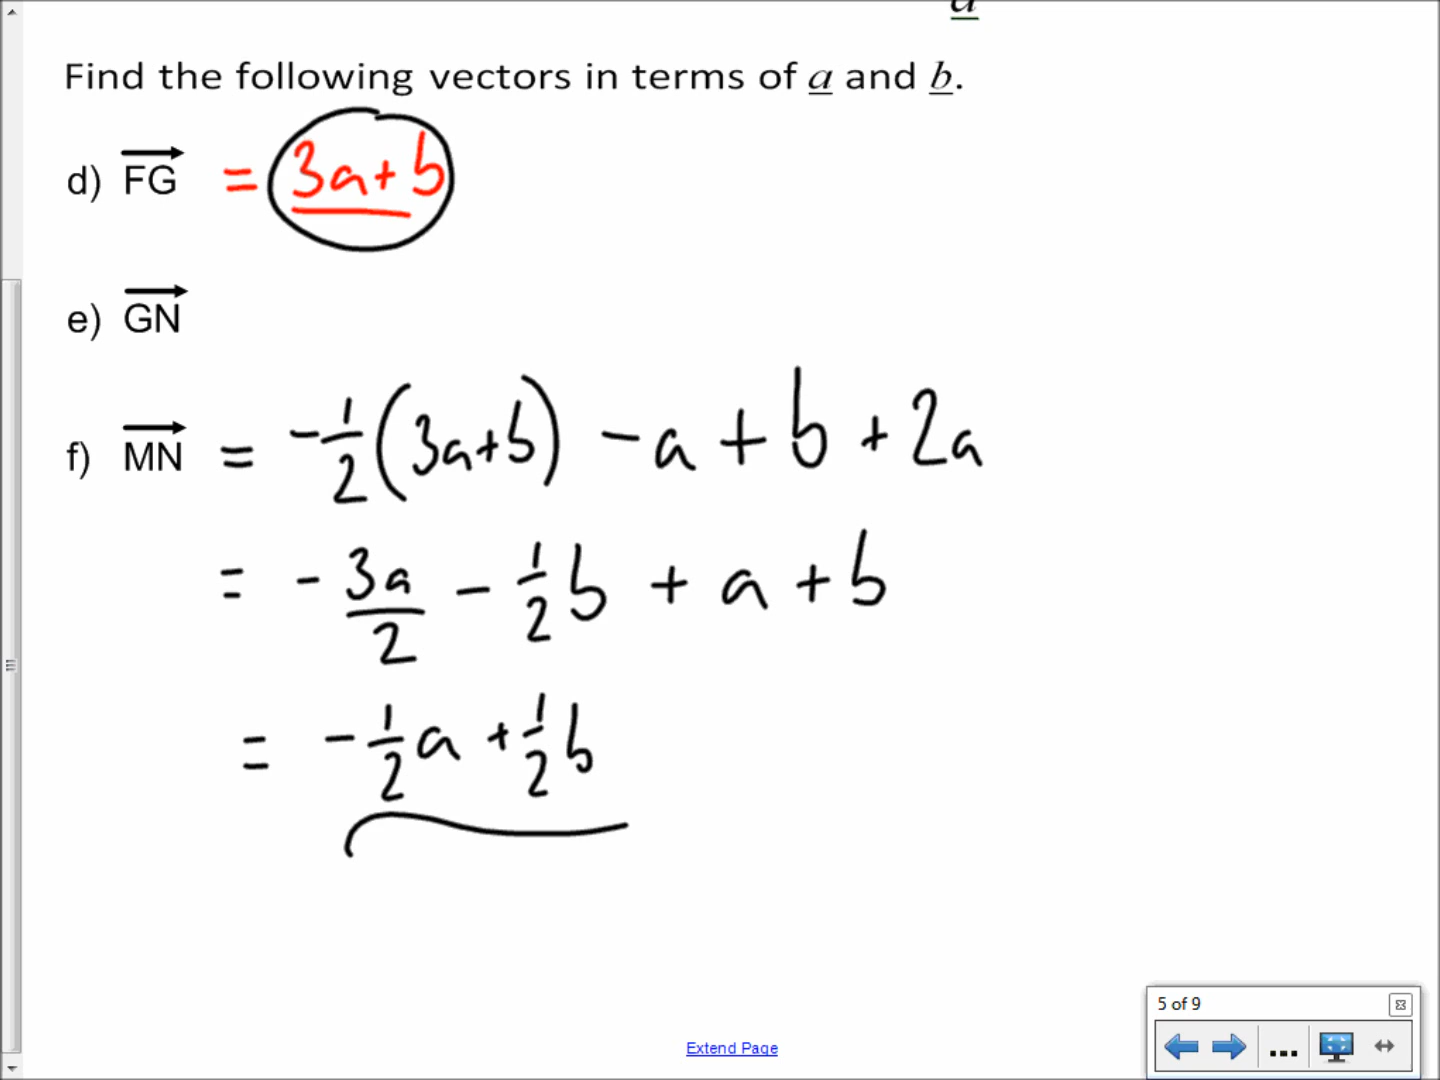 a
Find the following vectors in terms of a and b.
d) FG = 3a+b
e) GN
f) MN = -1/2(3a+b) - a + b + 2a
= - 3a/2 - 1/2b + a + b
= - 1/2a + 1/2b
5 of 9
...
Extend Page